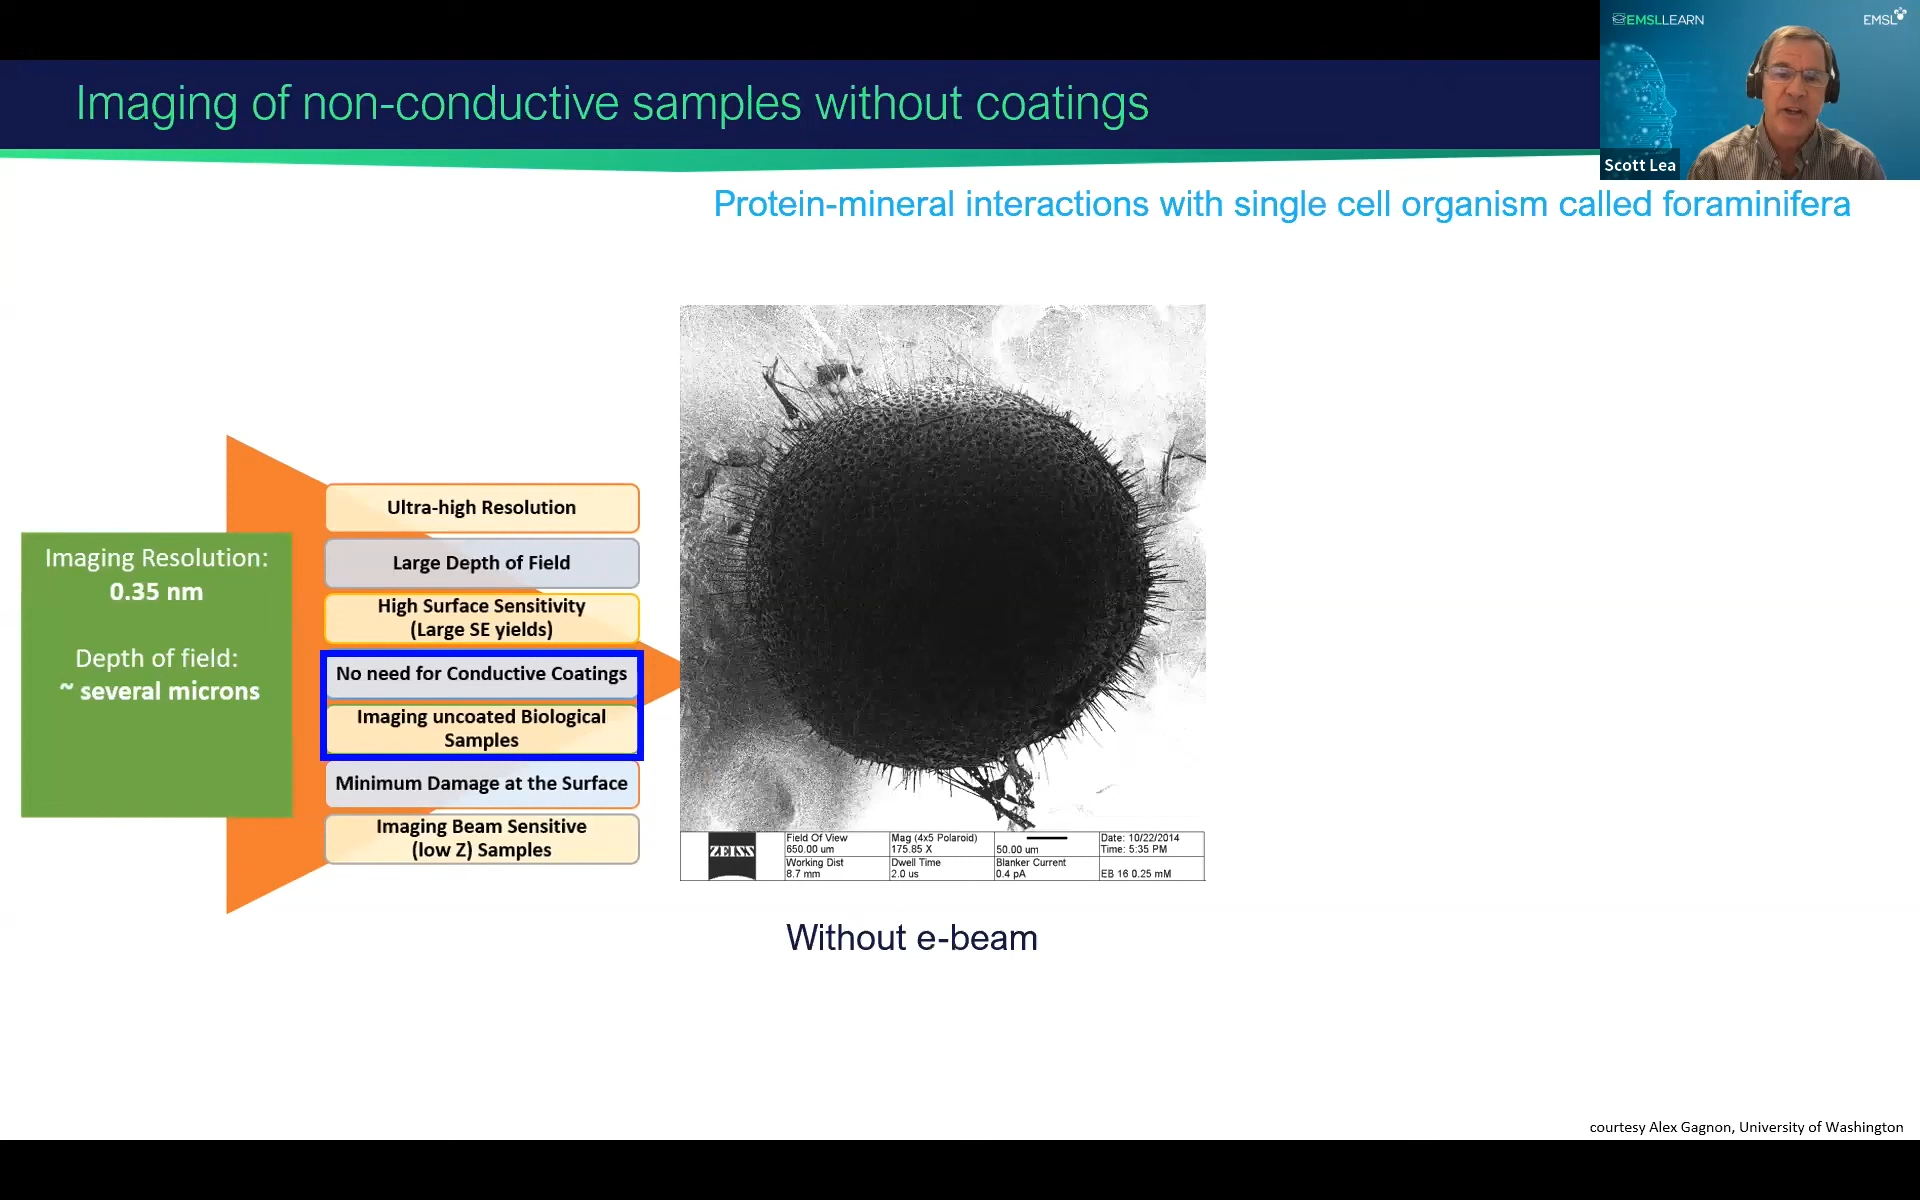 EMSLLEARN
EMSL
Scott Lea
Imaging of non-conductive samples without coatings
Protein-mineral interactions with single cell organism called foraminifera
Imaging Resolution:
0.35 nm
Depth of field:
~ several microns
Ultra-high Resolution
Large Depth of Field
High Surface Sensitivity
(Large SE yields)
No need for Conductive Coatings
Imaging uncoated Biological
Samples
Minimum Damage at the Surface
Imaging Beam Sensitive
(low Z) Samples
ZEISS
Field Of View
650.00 um
Working Dist
8.7 mm
Mag (4x5 Polaroid)
175.85 X
Dwell Time
2.0 us
50.00 um
Blanker Current
0.4 pA
Date: 10/22/2014
Time: 5:35 PM
EB 16 0.25 mM
Without e-beam
courtesy Alex Gagnon, University of Washington